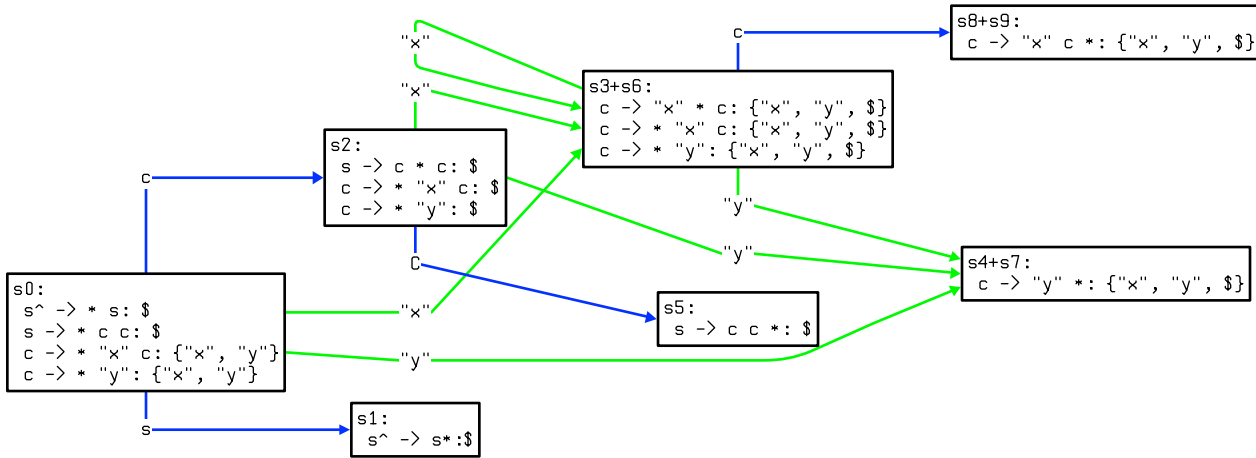 c
s8+s9:
c -> "x" c *: {"x", "y", $}
"x"
"x"
s3+s6:
c -> "x" * c: {"x", "y", $}
c -> * "x" c: {"x", "y", $}
c -> * "y": {"x", "y", $}
s2:
s -> c * c: $
c -> * "x" c: $
c -> * "y": $
c
"y"
"y"
C
s4+s7:
c -> "y" *: {"x", "y", $}
s0:
s^ -> * s: $
s -> * c c: $
c -> * "x" c: {"x", "y"}
c -> * "y": {"x", "y"}
"x"
"y"
s5:
s -> c c *: $
s
s1:
s^ -> s*:$